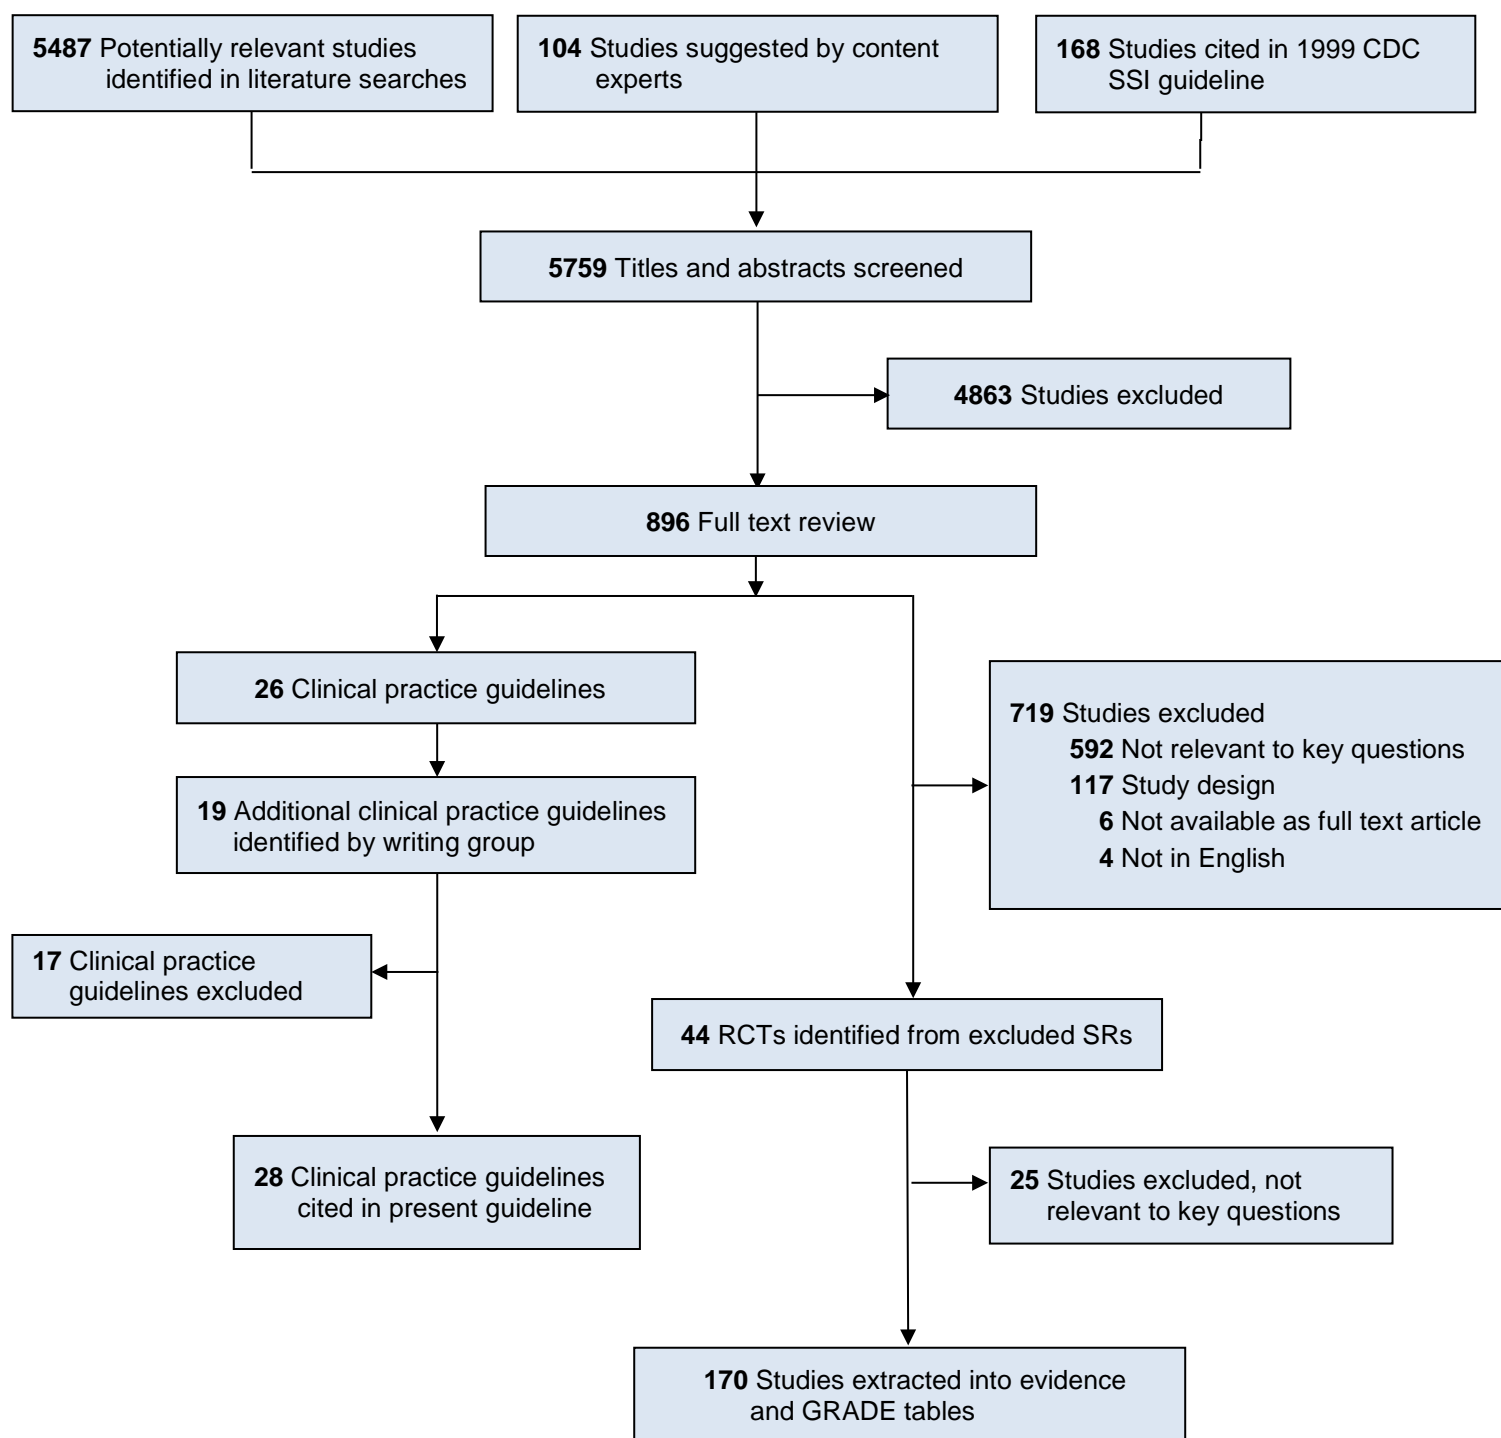 5487 Potentially relevant studies
identified in literature searches
104 Studies suggested by content
experts
168 Studies cited in 1999 CDC
SSI guideline
5759 Titles and abstracts screened
4863 Studies excluded
896 Full text review
26 Clinical practice guidelines
719 Studies excluded
592 Not relevant to key questions
117 Study design
6 Not available as full text article
4 Not in English
19 Additional clinical practice guidelines
identified by writing group
17 Clinical practice
guidelines excluded
44 RCTs identified from excluded SRs
28 Clinical practice guidelines
cited in present guideline
25 Studies excluded, not
relevant to key questions
170 Studies extracted into evidence
and GRADE tables